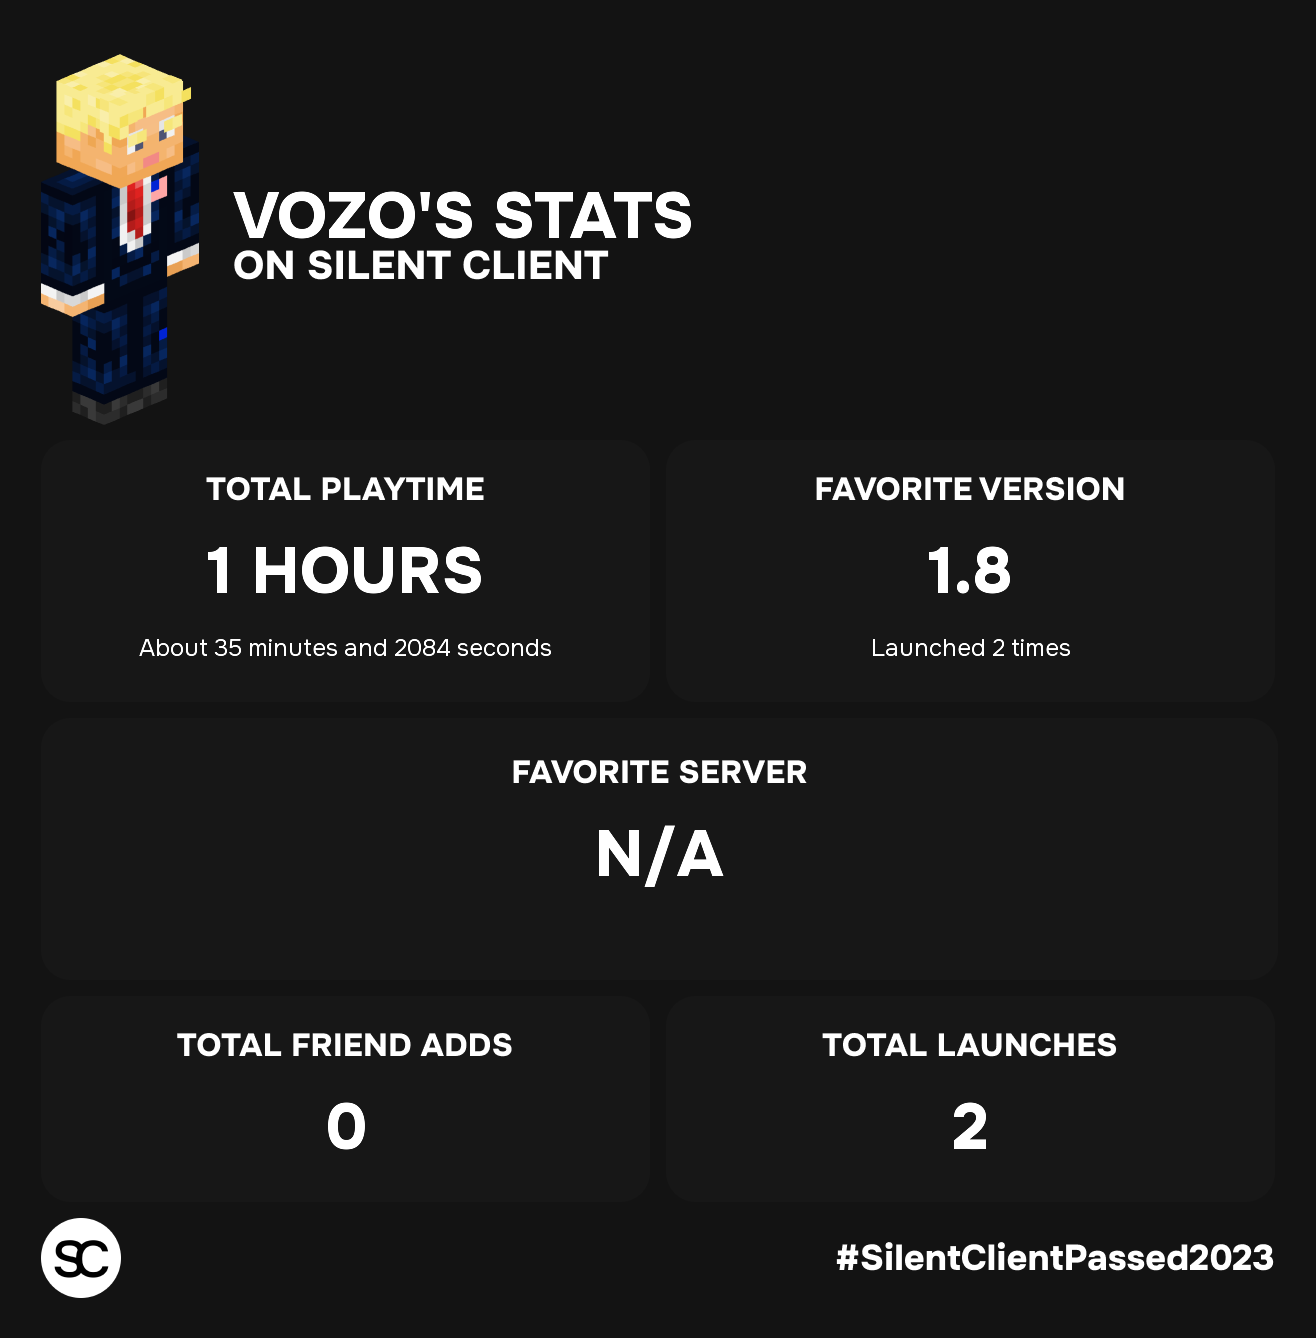 VOZO'S STATS
ON SILENT CLIENT
TOTAL PLAYTIME
1 HOURS
About 35 minutes and 2084 seconds
FAVORITE VERSION
1.8
Launched 2 times
FAVORITE SERVER
N/A
TOTAL FRIEND ADDS
0
TOTAL LAUNCHES
2
SC
#SilentClientPassed2023